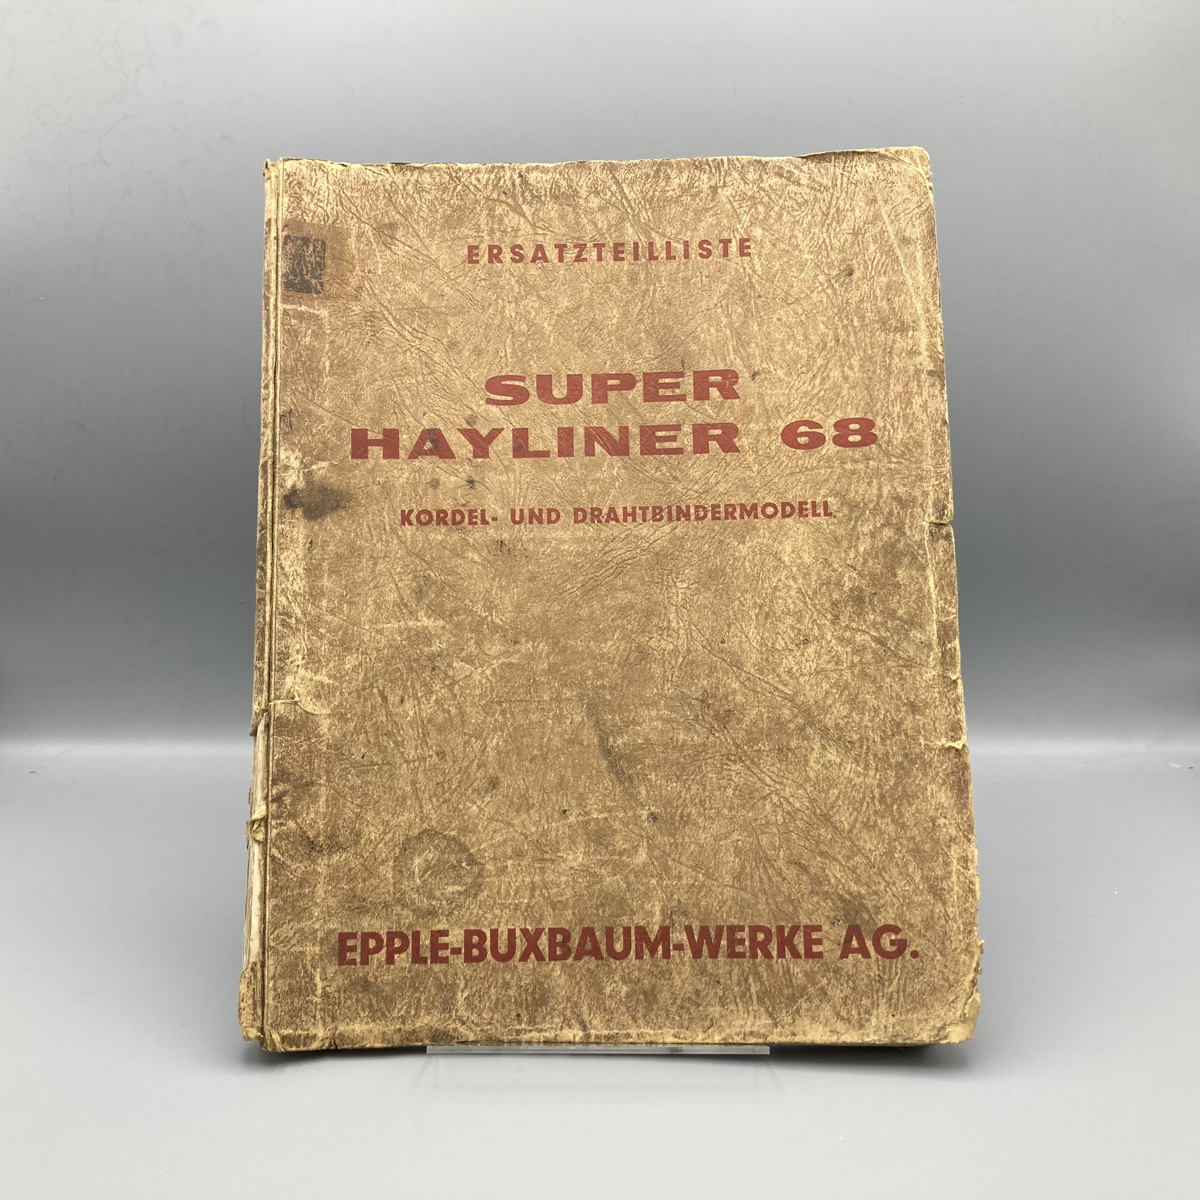 ERSATZTEILLISTE
SUPER
HAYLINER 68
KORDEL- UND DRAHTBINDERMODELL
EPPLE-BUXBAUM-WERKE AG.